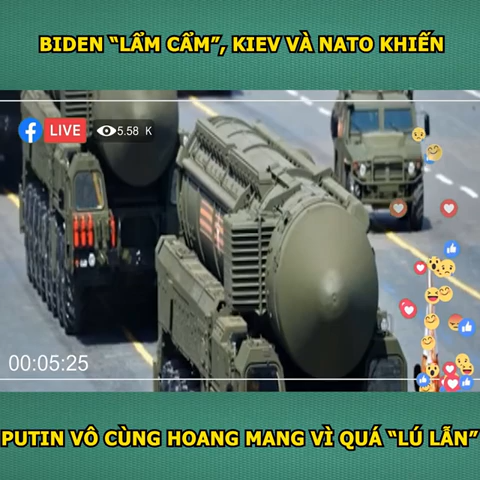 BIDEN “LẨM CẨM”, KIEV VÀ NATO KHIẾN
f LIVE 5.58 K
00:05:25
PUTIN VÔ CÙNG HOANG MANG VÌ QUÁ “LÚ LẪN”